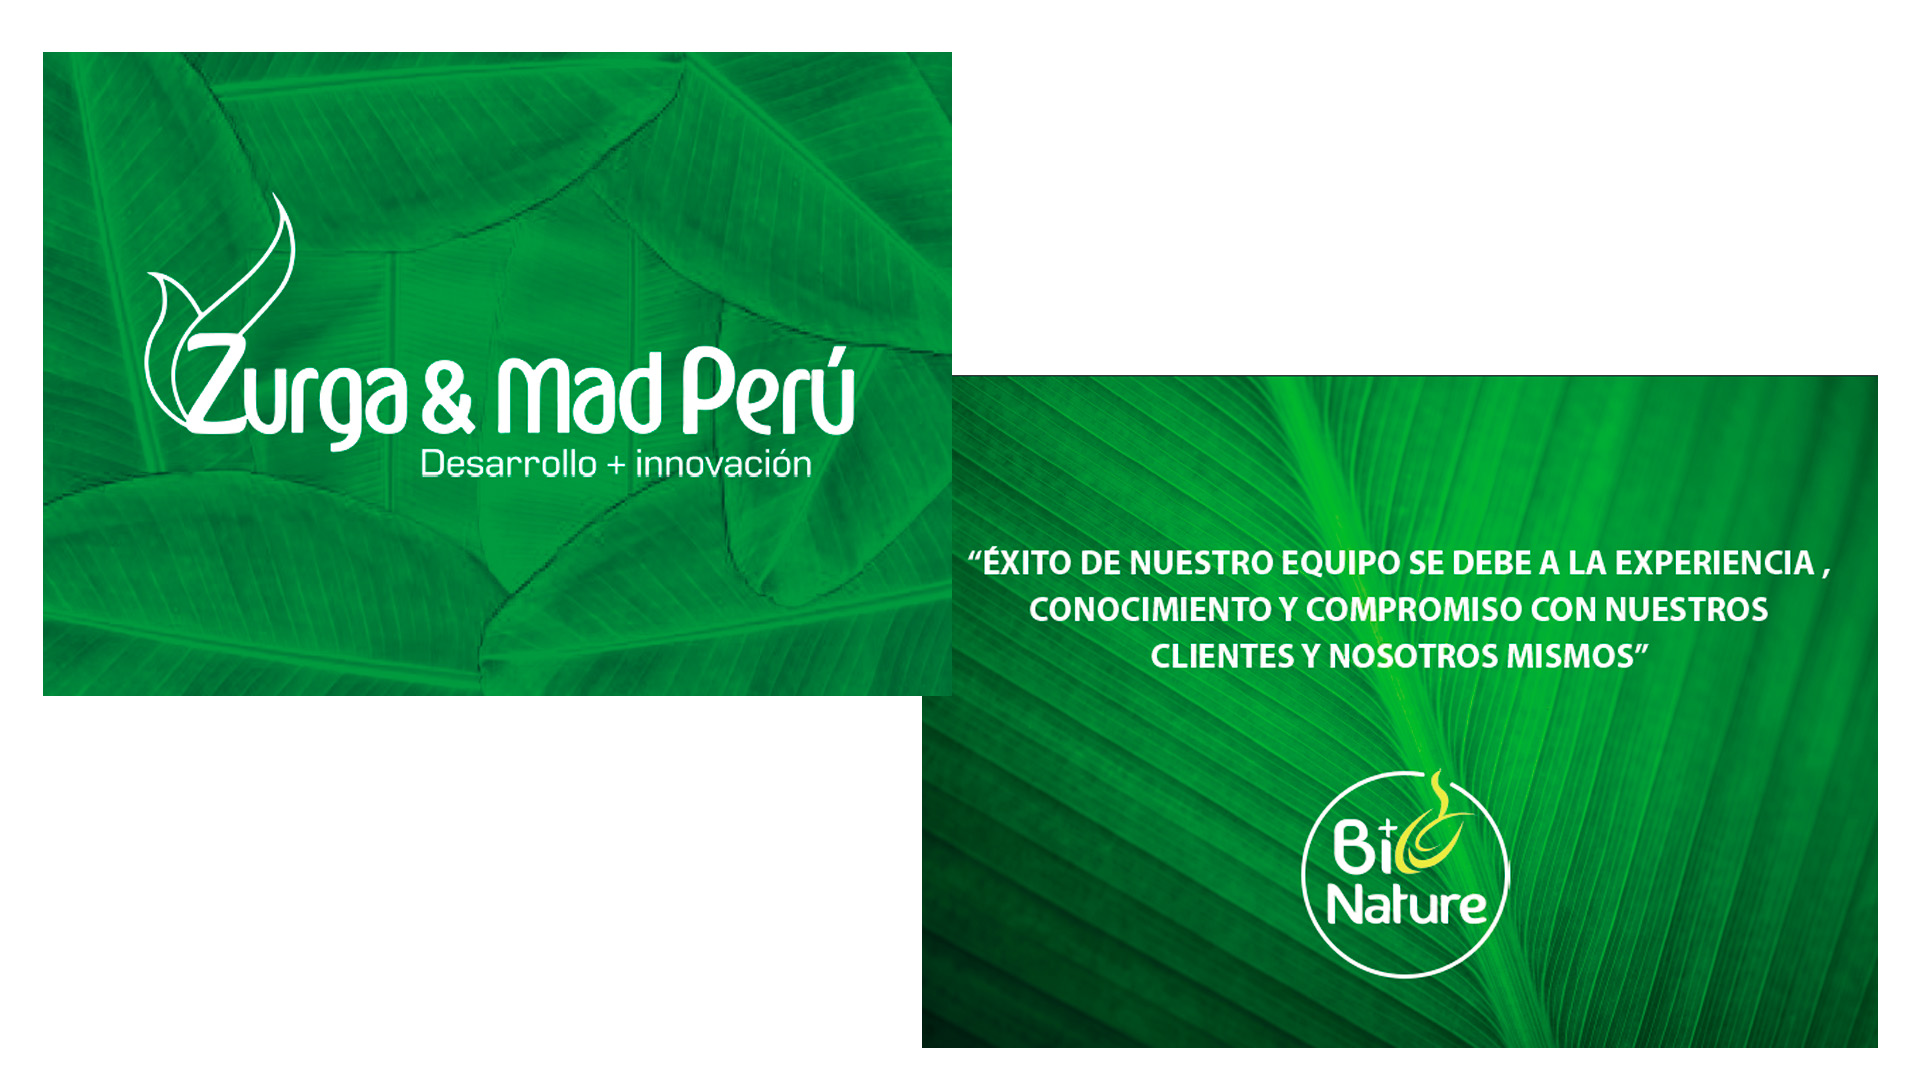 Zurga & Mad Perú
Desarrollo + innovación
“ÉXITO DE NUESTRO EQUIPO SE DEBE A LA EXPERIENCIA ,
CONOCIMIENTO Y COMPROMISO CON NUESTROS
CLIENTES Y NOSOTROS MISMOS”
Bi+o
Nature